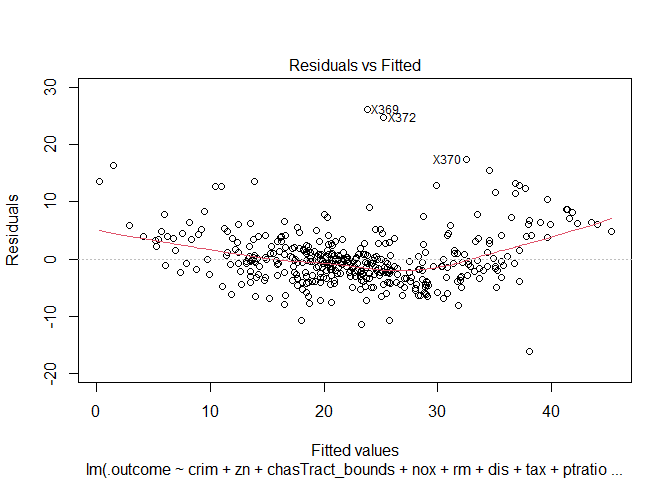 Residuals vs Fitted
30
20
10
0
-10
-20
Residuals
X369
X372
X370
0 10 20 30 40
Fitted values
lm(.outcome ~ crim + zn + chasTract_bounds + nox + rm + dis + tax + ptratio ...